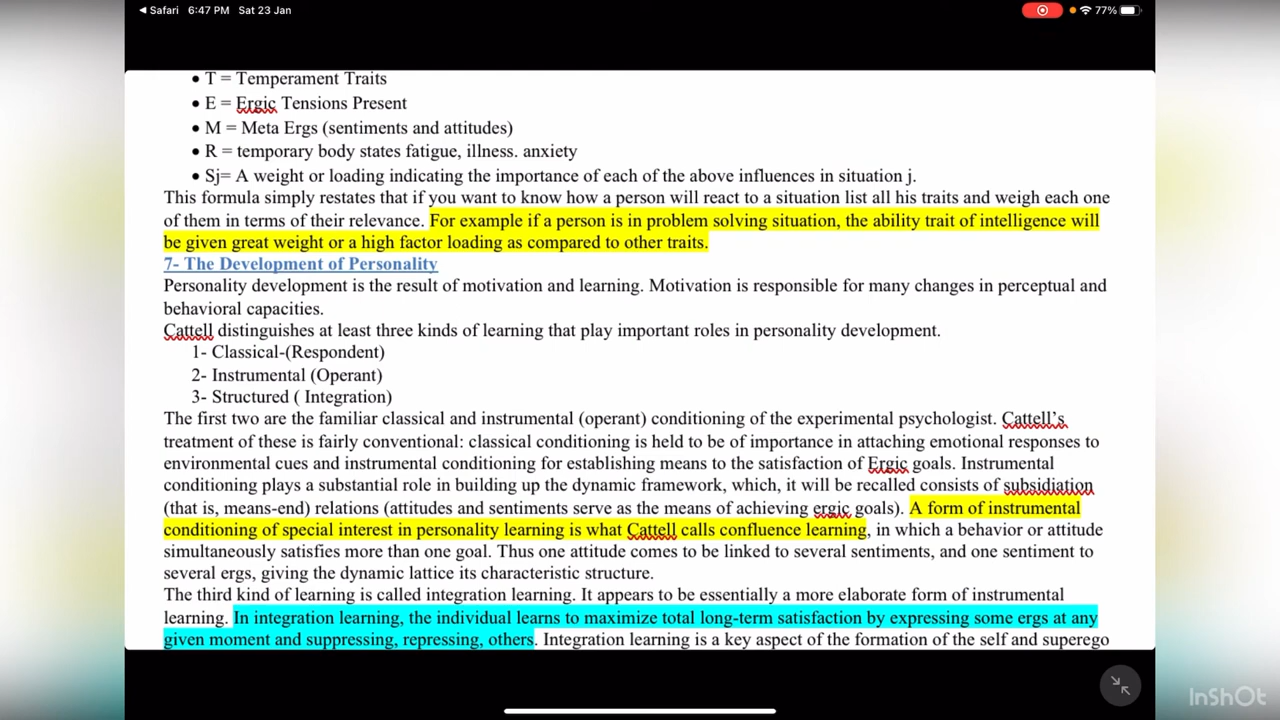 Safari 6:47 PM Sat 23 Jan 77%
• T = Temperament Traits
• E = Ergic Tensions Present
• M = Meta Ergs (sentiments and attitudes)
• R = temporary body states fatigue, illness. anxiety
• Sj= A weight or loading indicating the importance of each of the above influences in situation j.
This formula simply restates that if you want to know how a person will react to a situation list all his traits and weigh each one
of them in terms of their relevance. For example if a person is in problem solving situation, the ability trait of intelligence will
be given great weight or a high factor loading as compared to other traits.
7- The Development of Personality
Personality development is the result of motivation and learning. Motivation is responsible for many changes in perceptual and
behavioral capacities.
Cattell distinguishes at least three kinds of learning that play important roles in personality development.
1- Classical-(Respondent)
2- Instrumental (Operant)
3- Structured ( Integration)
The first two are the familiar classical and instrumental (operant) conditioning of the experimental psychologist. Cattell's
treatment of these is fairly conventional: classical conditioning is held to be of importance in attaching emotional responses to
environmental cues and instrumental conditioning for establishing means to the satisfaction of Ergic goals. Instrumental
conditioning plays a substantial role in building up the dynamic framework, which, it will be recalled consists of subsidiation
(that is, means-end) relations (attitudes and sentiments serve as the means of achieving ergic goals). A form of instrumental
conditioning of special interest in personality learning is what Cattell calls confluence learning, in which a behavior or attitude
simultaneously satisfies more than one goal. Thus one attitude comes to be linked to several sentiments, and one sentiment to
several ergs, giving the dynamic lattice its characteristic structure.
The third kind of learning is called integration learning. It appears to be essentially a more elaborate form of instrumental
learning. In integration learning, the individual learns to maximize total long-term satisfaction by expressing some ergs at any
given moment and suppressing, repressing, others. Integration learning is a key aspect of the formation of the self and superego
InShOt